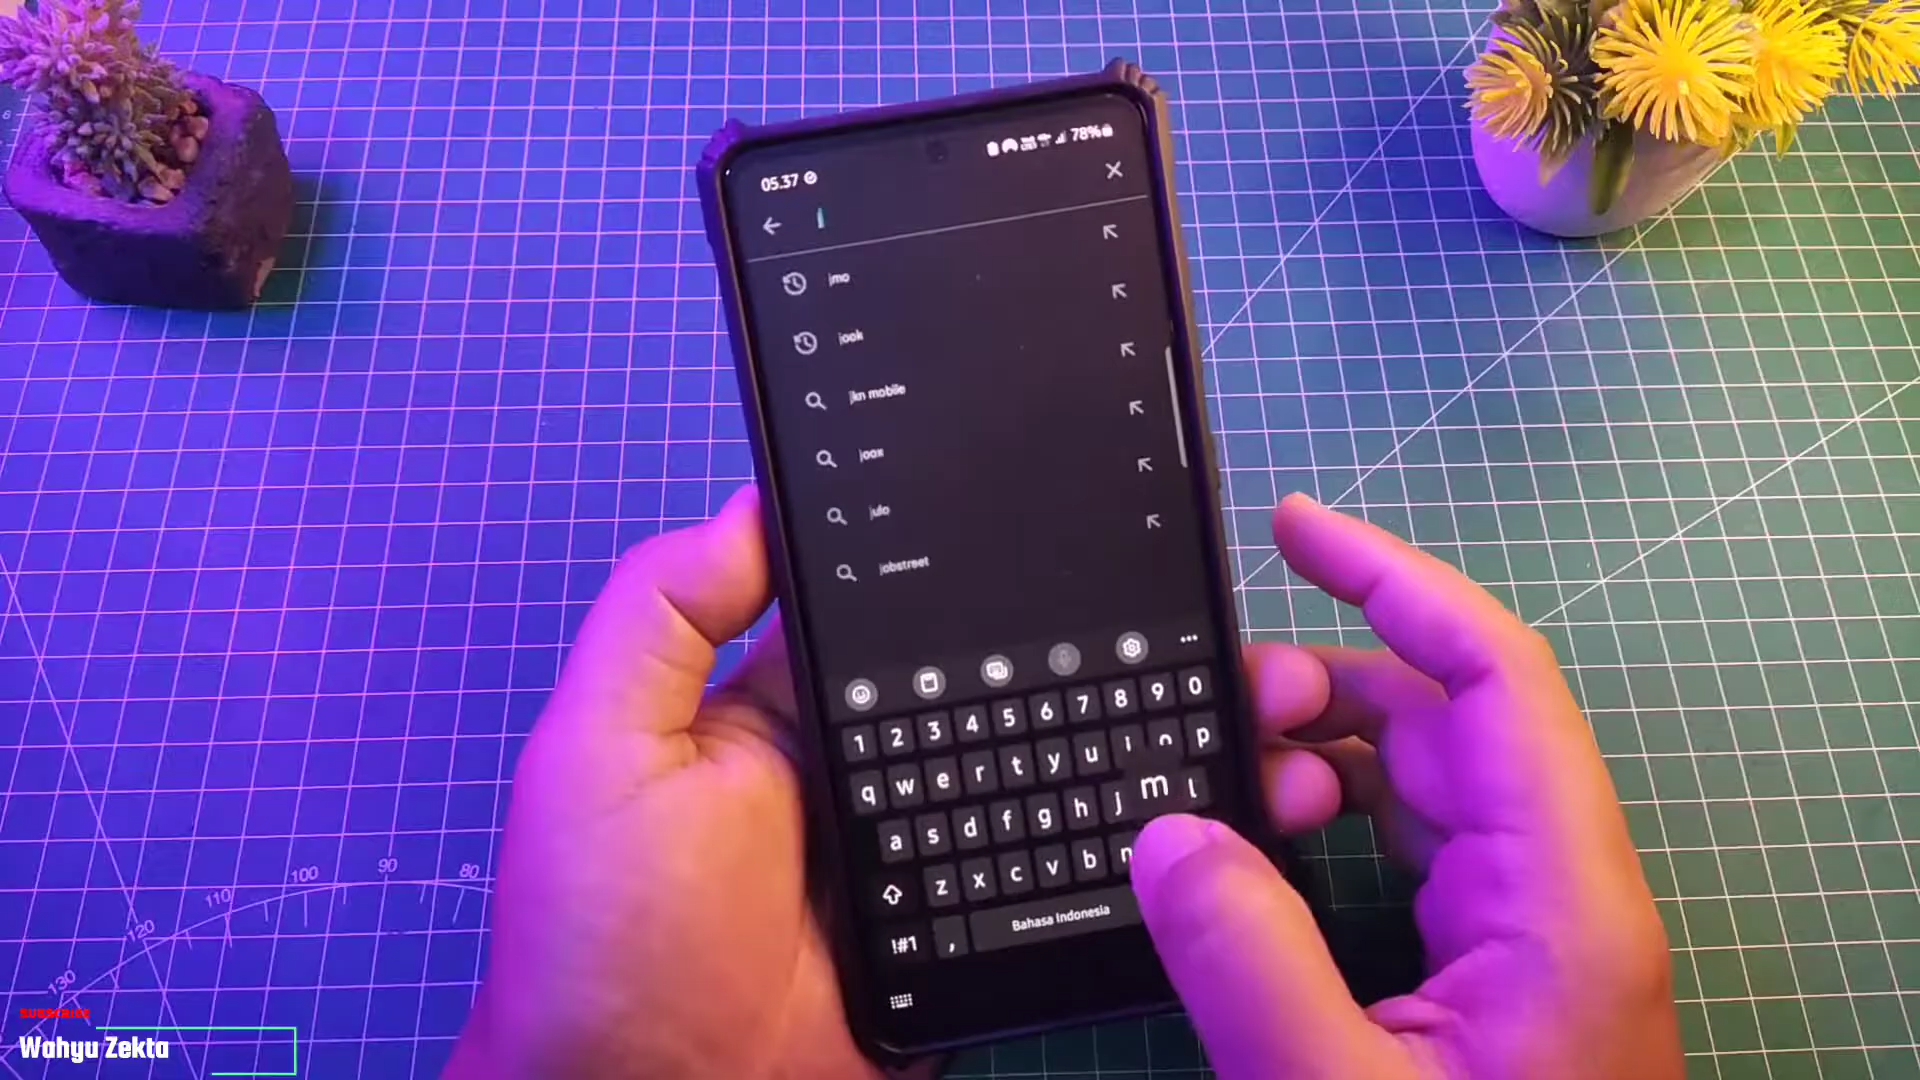 05.37
78%
j
jmo
jook
jkn mobile
joox
julo
jobstreet
1 2 3 4 5 6 7 8 9 0
q w e r t y u i o p
a s d f g h j m l
z x c v b n
!#1 , Bahasa Indonesia
130 120 110 100 90 80
SUBSCRIBE
Wahyu Zekta